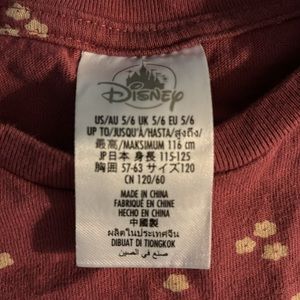 Disney
US/AU 5/6 UK 5/6 EU 5/6
UP TO/JUSQU'À/HASTA/สูงถึง/
最高/MAKSIMUM 116 cm
JP日本 身長 115-125
胸囲 57-63 サイズ120
CN 120/60
MADE IN CHINA
FABRIQUÉ EN CHINE
HECHO EN CHINA
中國製
ผลิตในประเทศจีน
DIBUAT DI TIONGKOK
صنع في الصين